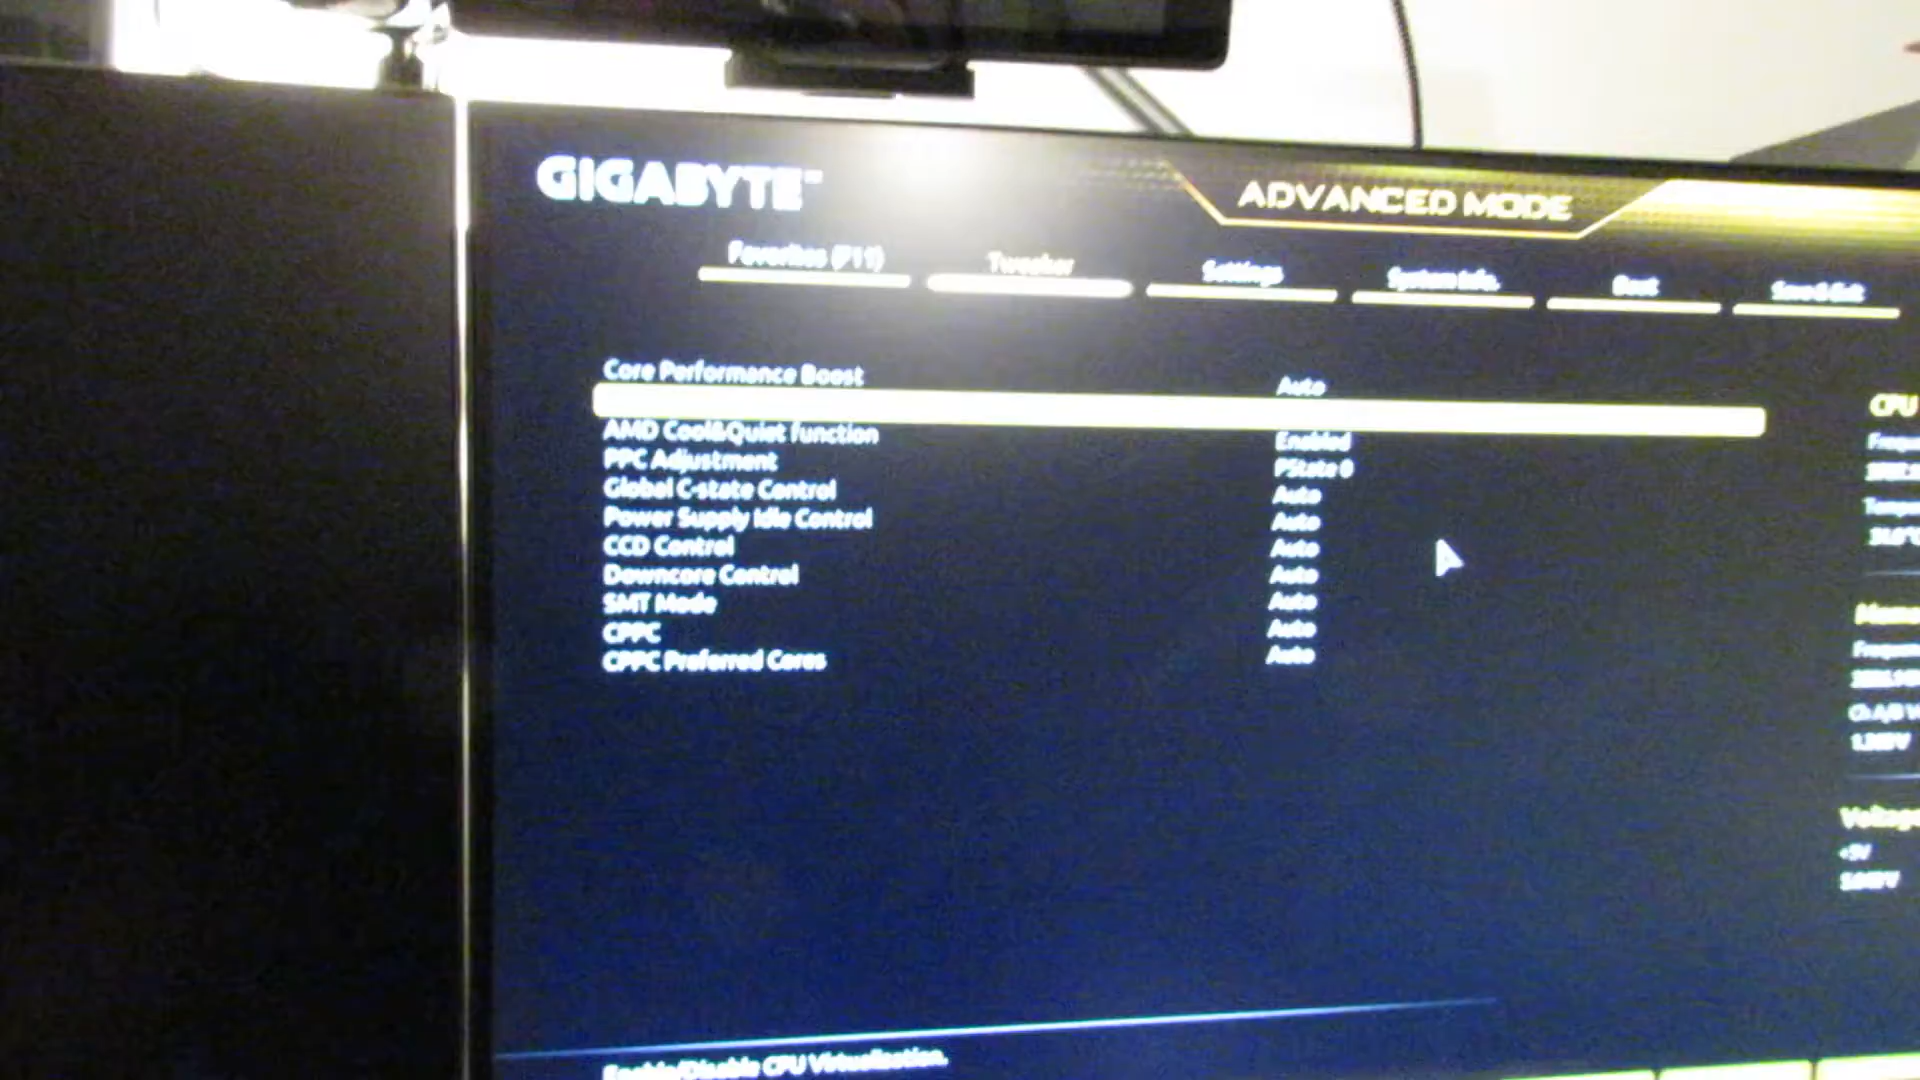 GIGABYTE™
ADVANCED MODE
Favorites (F11) Tweaker Settings System Info. Boot Save & Exit
Core Performance Boost Auto
AMD Cool&Quiet function Enabled
PPC Adjustment PState 0
Global C-state Control Auto
Power Supply Idle Control Auto
CCD Control Auto
Downcore Control Auto
SMT Mode Auto
CPPC Auto
CPPC Preferred Cores Auto
CPU
+5V
Enable/Disable CPU Virtualization.